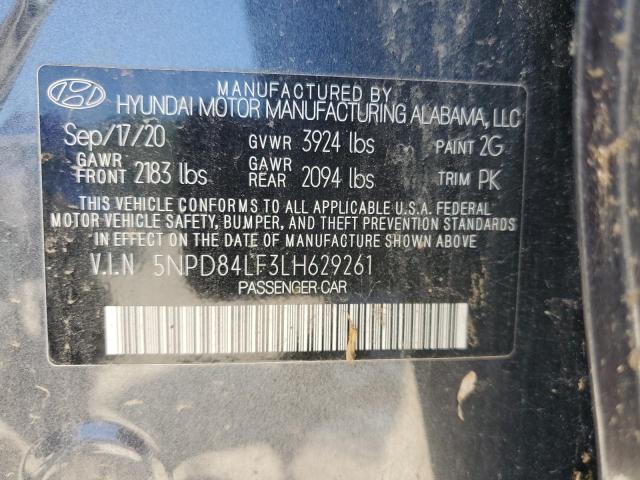 MANUFACTURED BY
HYUNDAI MOTOR MANUFACTURING ALABAMA, LLC
Sep/17/20 GVWR 3924 lbs PAINT 2G
GAWR FRONT 2183 lbs GAWR REAR 2094 lbs TRIM PK
THIS VEHICLE CONFORMS TO ALL APPLICABLE U.S.A. FEDERAL
MOTOR VEHICLE SAFETY, BUMPER, AND THEFT PREVENTION STANDARDS
IN EFFECT ON THE DATE OF MANUFACTURE SHOWN ABOVE.
V.I.N 5NPD84LF3LH629261
PASSENGER CAR